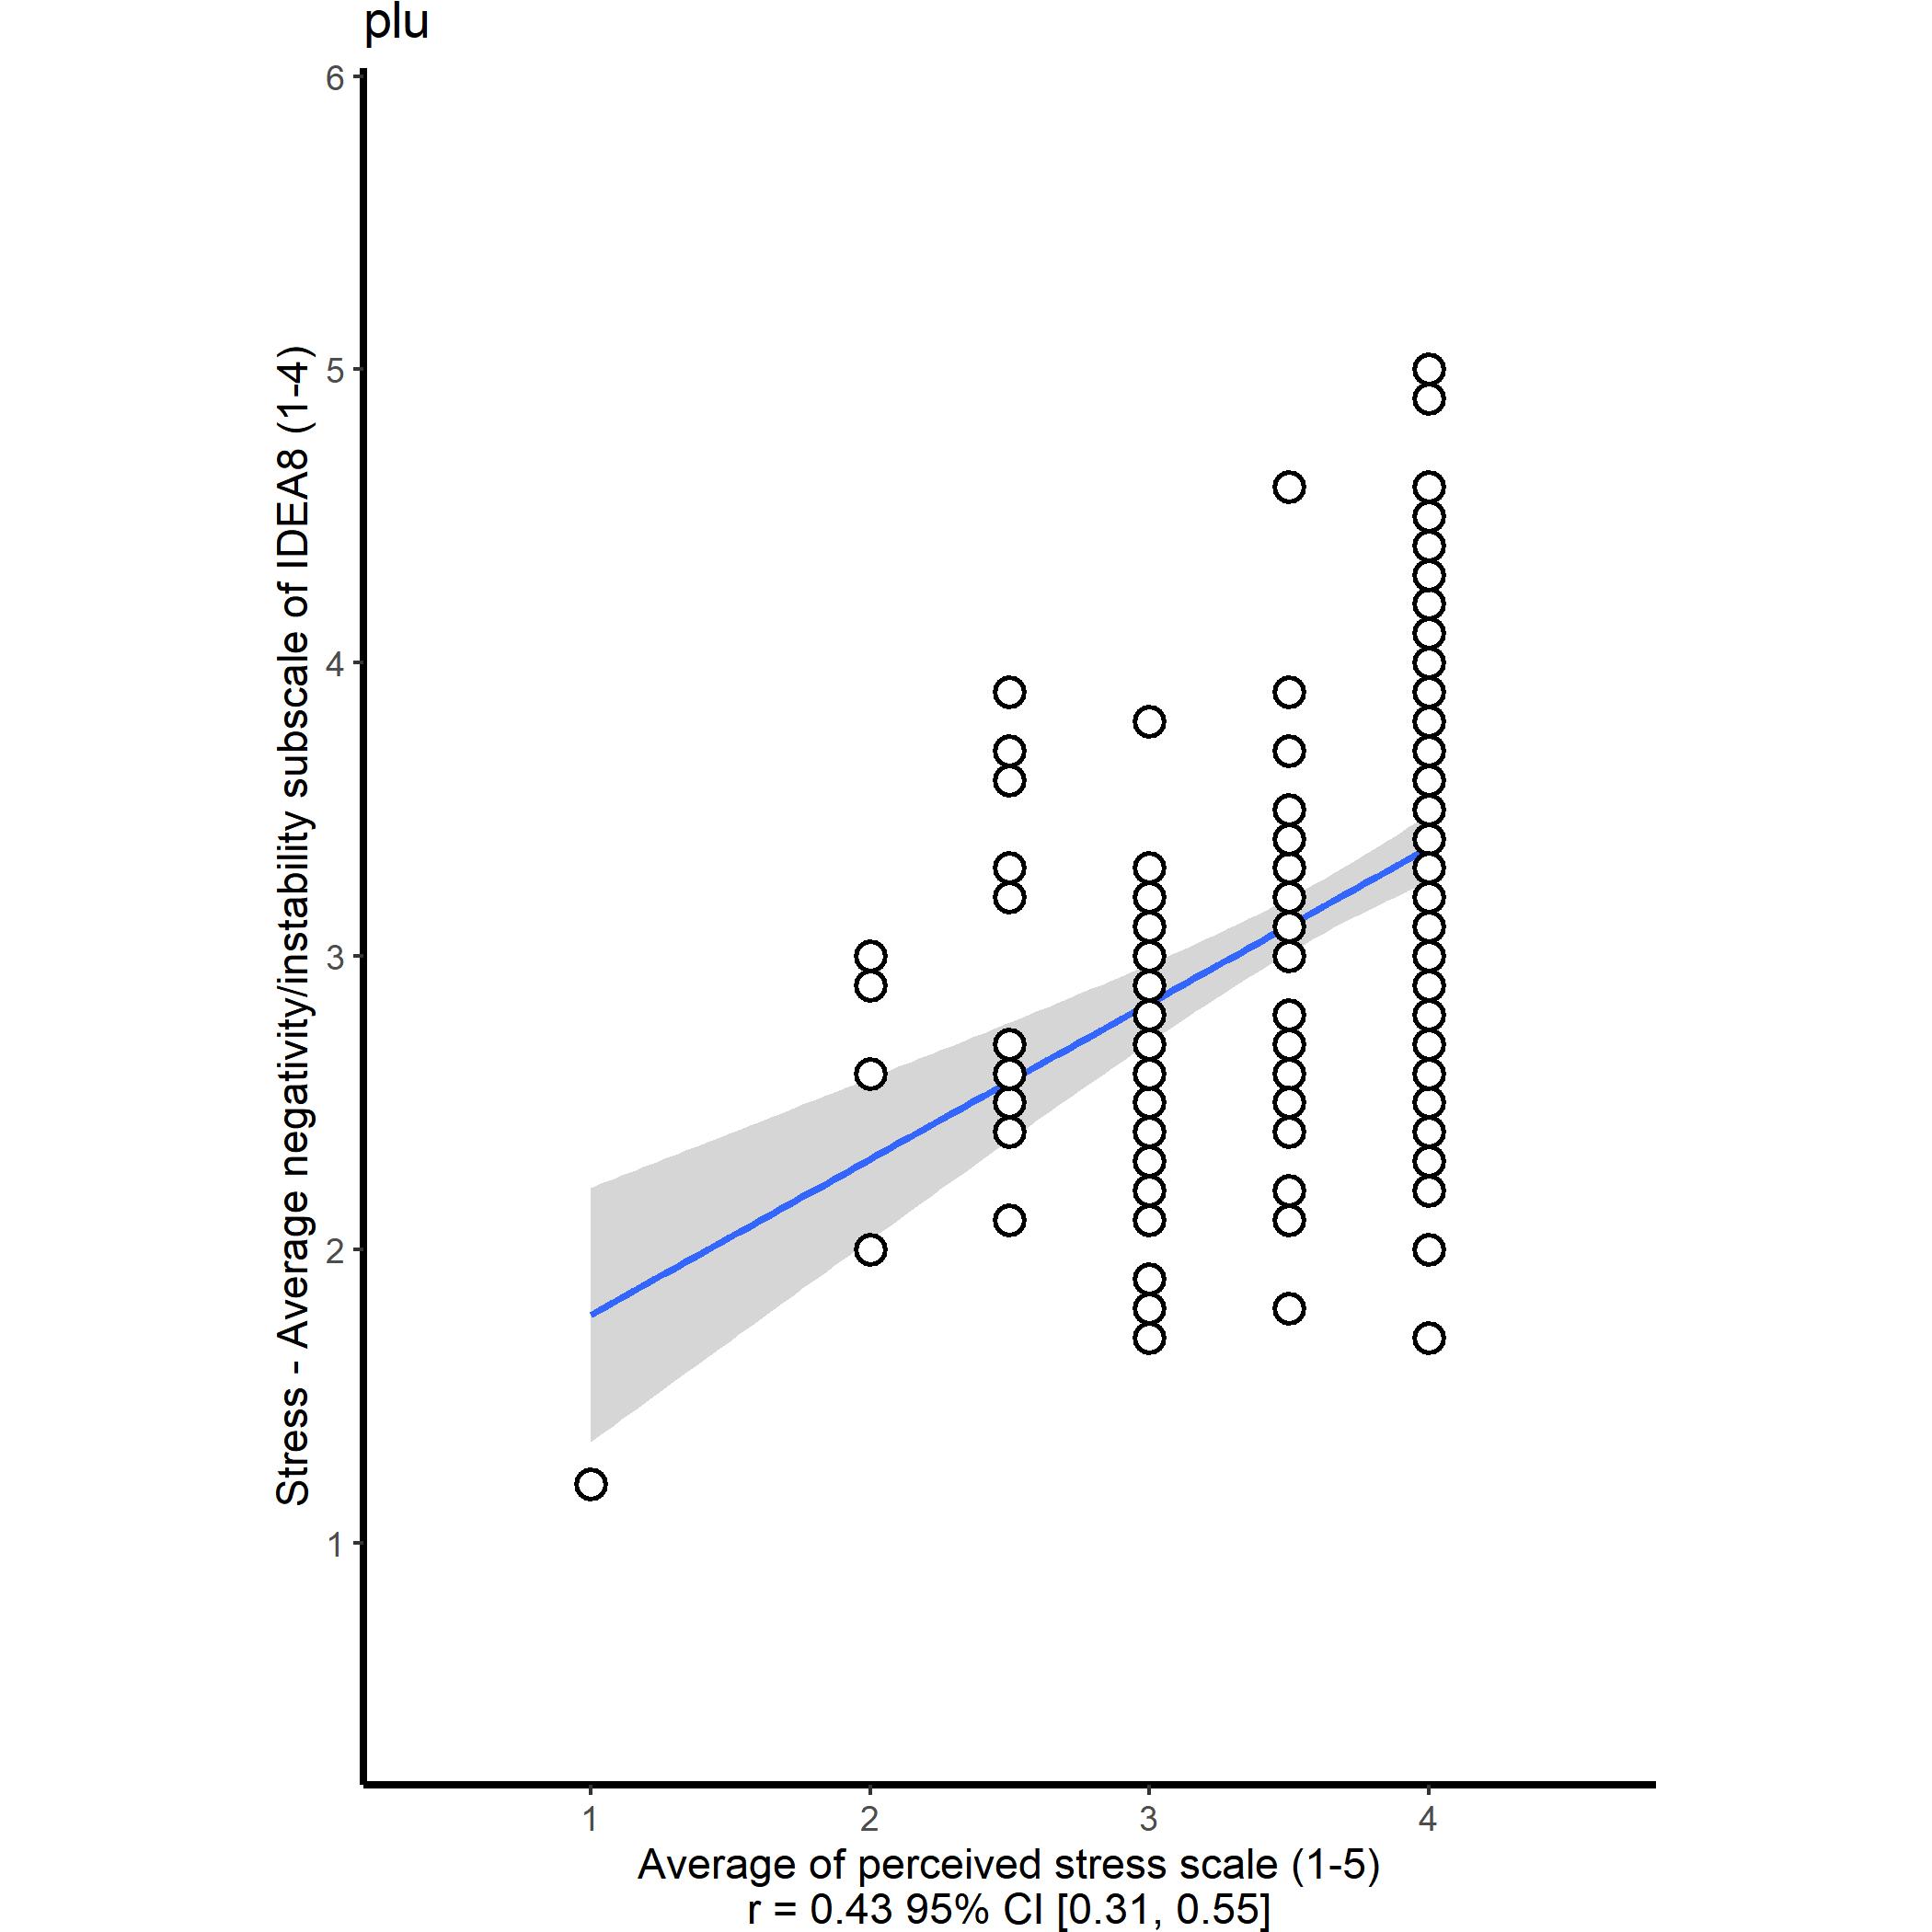 plu
6
5
4
3
2
1
Stress - Average negativity/instability subscale of IDEA8 (1-4)
1 2 3 4
Average of perceived stress scale (1-5)
r = 0.43 95% CI [0.31, 0.55]